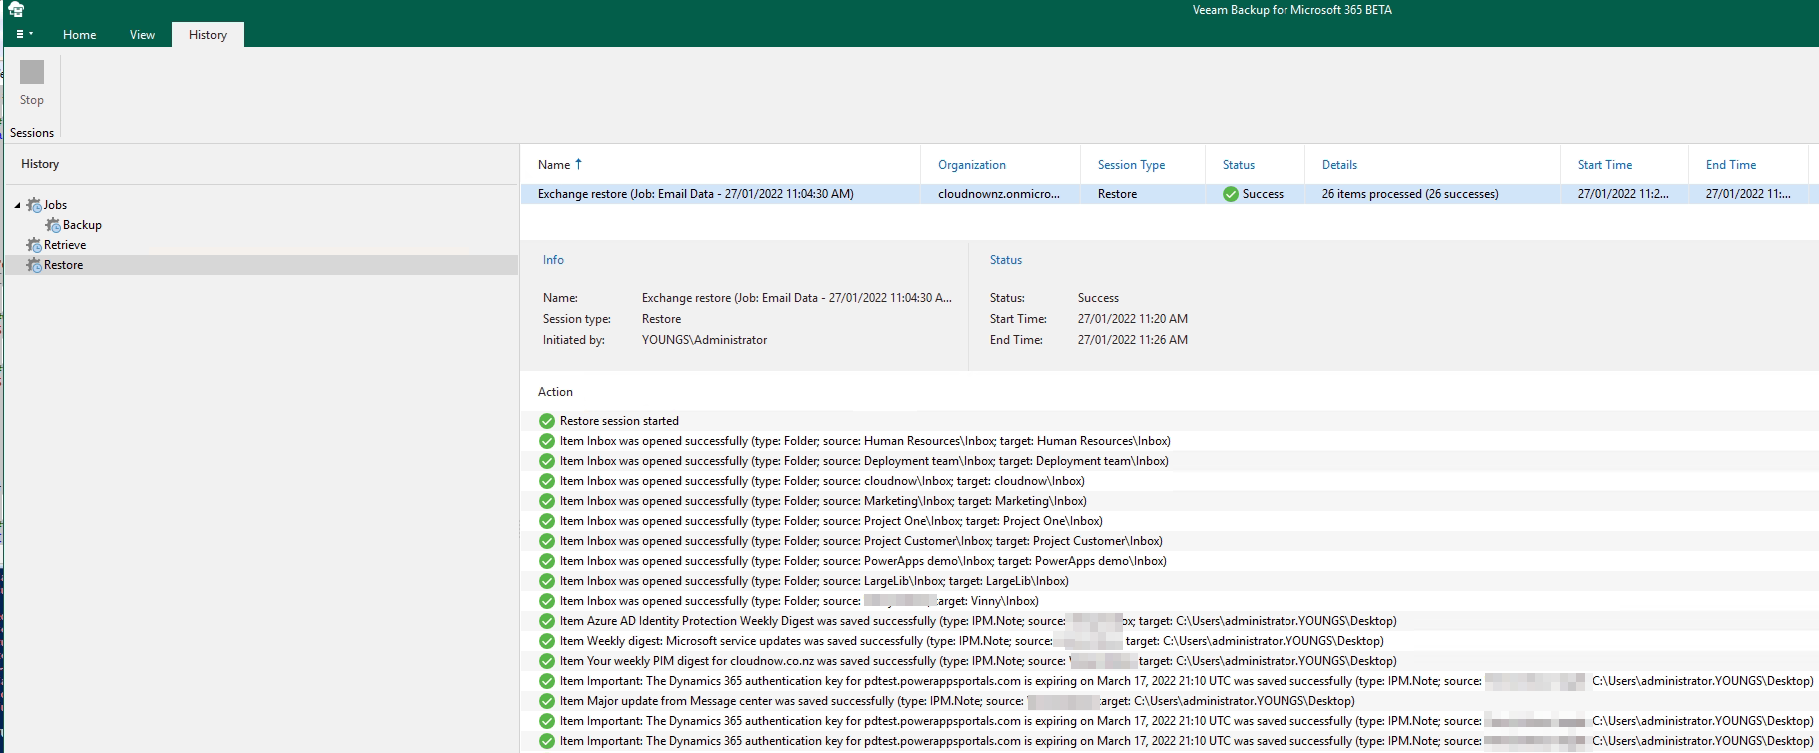 Veeam Backup for Microsoft 365 BETA
Home View History
Stop
Sessions
History
Jobs
Backup
Retrieve
Restore
Name Organization Session Type Status Details Start Time End Time
Exchange restore (Job: Email Data - 27/01/2022 11:04:30 AM) cloudnownz.onmicro... Restore Success 26 items processed (26 successes) 27/01/2022 11:2... 27/01/2022 11:...
Info Status
Name: Exchange restore (Job: Email Data - 27/01/2022 11:04:30 A... Status: Success
Session type: Restore Start Time: 27/01/2022 11:20 AM
Initiated by: YOUNGS\Administrator End Time: 27/01/2022 11:26 AM
Action
Restore session started
Item Inbox was opened successfully (type: Folder; source: Human Resources\Inbox; target: Human Resources\Inbox)
Item Inbox was opened successfully (type: Folder; source: Deployment team\Inbox; target: Deployment team\Inbox)
Item Inbox was opened successfully (type: Folder; source: cloudnow\Inbox; target: cloudnow\Inbox)
Item Inbox was opened successfully (type: Folder; source: Marketing\Inbox; target: Marketing\Inbox)
Item Inbox was opened successfully (type: Folder; source: Project One\Inbox; target: Project One\Inbox)
Item Inbox was opened successfully (type: Folder; source: Project Customer\Inbox; target: Project Customer\Inbox)
Item Inbox was opened successfully (type: Folder; source: PowerApps demo\Inbox; target: PowerApps demo\Inbox)
Item Inbox was opened successfully (type: Folder; source: LargeLib\Inbox; target: LargeLib\Inbox)
Item Inbox was opened successfully (type: Folder; source: target: Vinny\Inbox)
Item Azure AD Identity Protection Weekly Digest was saved successfully (type: IPM.Note; source: ox; target: C:\Users\administrator.YOUNGS\Desktop)
Item Weekly digest: Microsoft service updates was saved successfully (type: IPM.Note; source: target: C:\Users\administrator.YOUNGS\Desktop)
Item Your weekly PIM digest for cloudnow.co.nz was saved successfully (type: IPM.Note; source: target: C:\Users\administrator.YOUNGS\Desktop)
Item Important: The Dynamics 365 authentication key for pdtest.powerappsportals.com is expiring on March 17, 2022 21:10 UTC was saved successfully (type: IPM.Note; source: C:\Users\administrator.YOUNGS\Desktop)
Item Major update from Message center was saved successfully (type: IPM.Note; source: target: C:\Users\administrator.YOUNGS\Desktop)
Item Important: The Dynamics 365 authentication key for pdtest.powerappsportals.com is expiring on March 17, 2022 21:10 UTC was saved successfully (type: IPM.Note; source: C:\Users\administrator.YOUNGS\Desktop)
Item Important: The Dynamics 365 authentication key for pdtest.powerappsportals.com is expiring on March 17, 2022 21:10 UTC was saved successfully (type: IPM.Note; source: C:\Users\administrator.YOUNGS\Desktop)